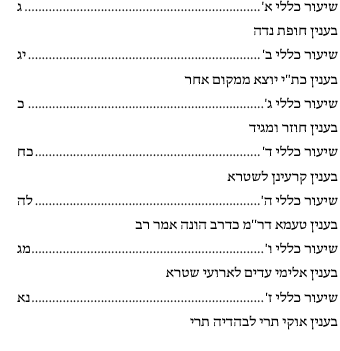 שיעור כללי א'..................................................................... ג
בענין חופת נדה
שיעור כללי ב'.................................................................... יג
בענין כת"י יוצא ממקום אחר
שיעור כללי ג'..................................................................... כ
בענין חוזר ומגיד
שיעור כללי ד'.................................................................. כח
בענין קרעינן לשטרא
שיעור כללי ה'.................................................................. לה
בענין טעמא דר"מ כדרב הונה אמר רב
שיעור כללי ו'.................................................................... מג
בענין אלימי עדים לארועי שטרא
שיעור כללי ז'.................................................................... נא
בענין אוקי תרי לבהדיה תרי